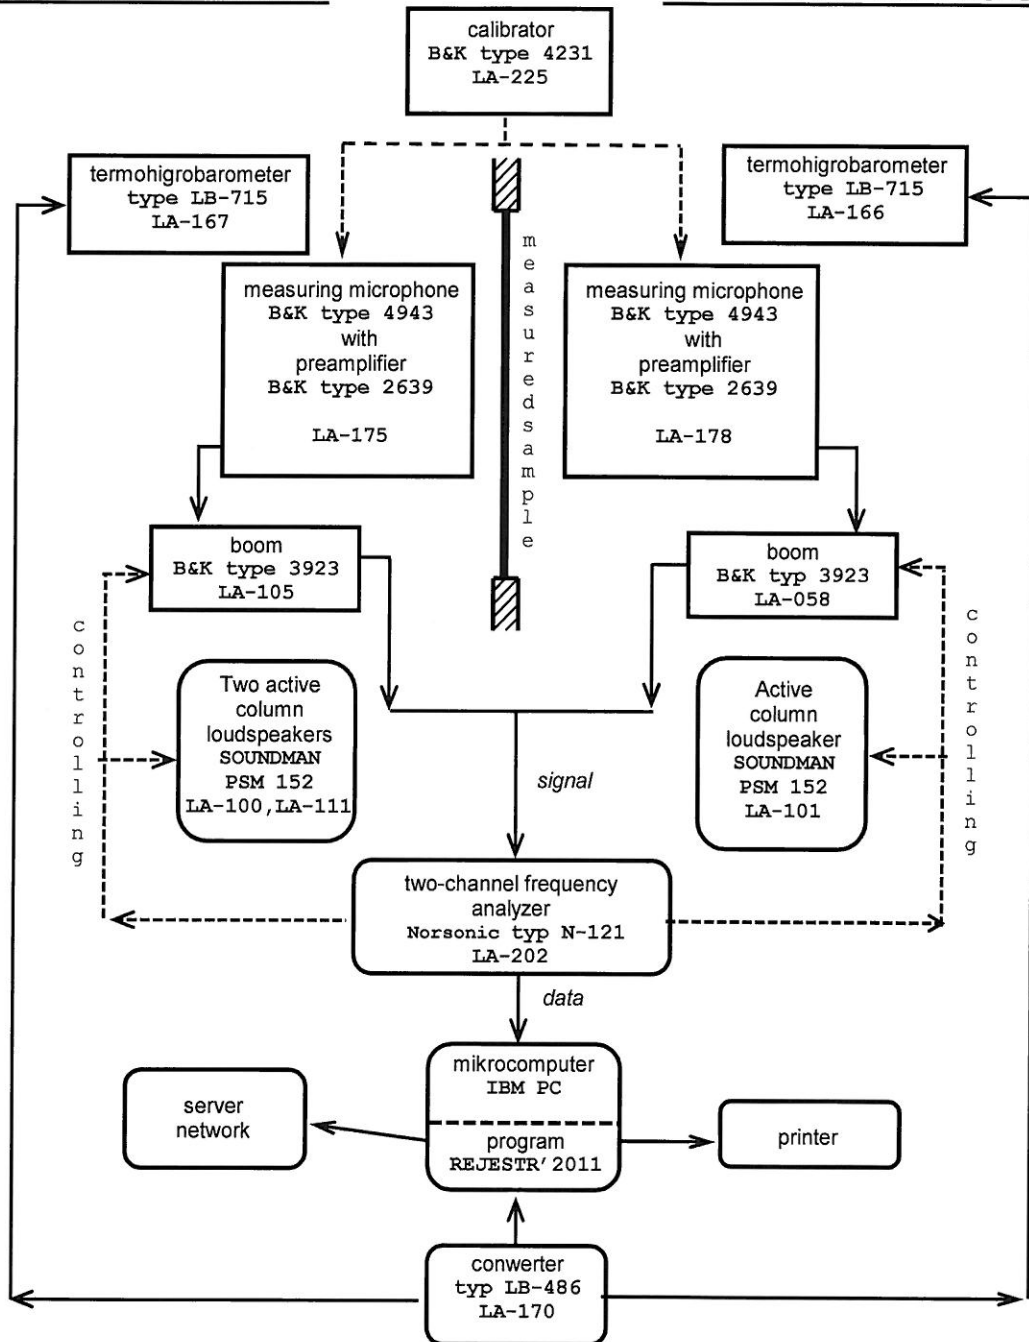 calibrator
B&K type 4231
LA-225
termohigrobarometer
type LB-715
LA-167
termohigrobarometer
type LB-715
LA-166
measuring microphone
B&K type 4943
with
preamplifier
B&K type 2639
LA-175
measuredsample
measuring microphone
B&K type 4943
with
preamplifier
B&K type 2639
LA-178
boom
B&K type 3923
LA-105
boom
B&K typ 3923
LA-058
controlling
Two active
column
loudspeakers
SOUNDMAN
PSM 152
LA-100,LA-111
signal
Active
column
loudspeaker
SOUNDMAN
PSM 152
LA-101
controlling
two-channel frequency
analyzer
Norsonic typ N-121
LA-202
data
mikrocomputer
IBM PC
program
REJESTR'2011
server
network
printer
conwerter
typ LB-486
LA-170